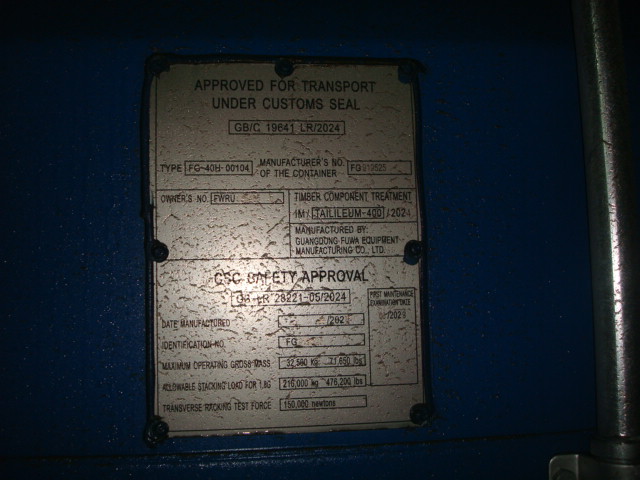 APPROVED FOR TRANSPORT
UNDER CUSTOMS SEAL
GB/C 19641 LR/2024
TYPE FG-40H-00104 MANUFACTURER'S NO. OF THE CONTAINER
OWNER'S NO. FWRU
TIMBER COMPONENT TREATMENT
IM/TAILILEUM-400/2024
MANUFACTURED BY:
GUANGDONG FUWA EQUIPMENT
MANUFACTURING CO., LTD.
CSC SAFETY APPROVAL
GB-LR 28221-05/2024
FIRST MAINTENANCE
EXAMINATION DATE
DATE MANUFACTURED /202
IDENTIFICATION NO. FG
MAXIMUM OPERATING GROSS MASS 32,500 kg 71,650 lbs
ALLOWABLE STACKING LOAD FOR 1.8G 216,000 kg 476,200 lbs
TRANSVERSE RACKING TEST FORCE 150,000 newtons